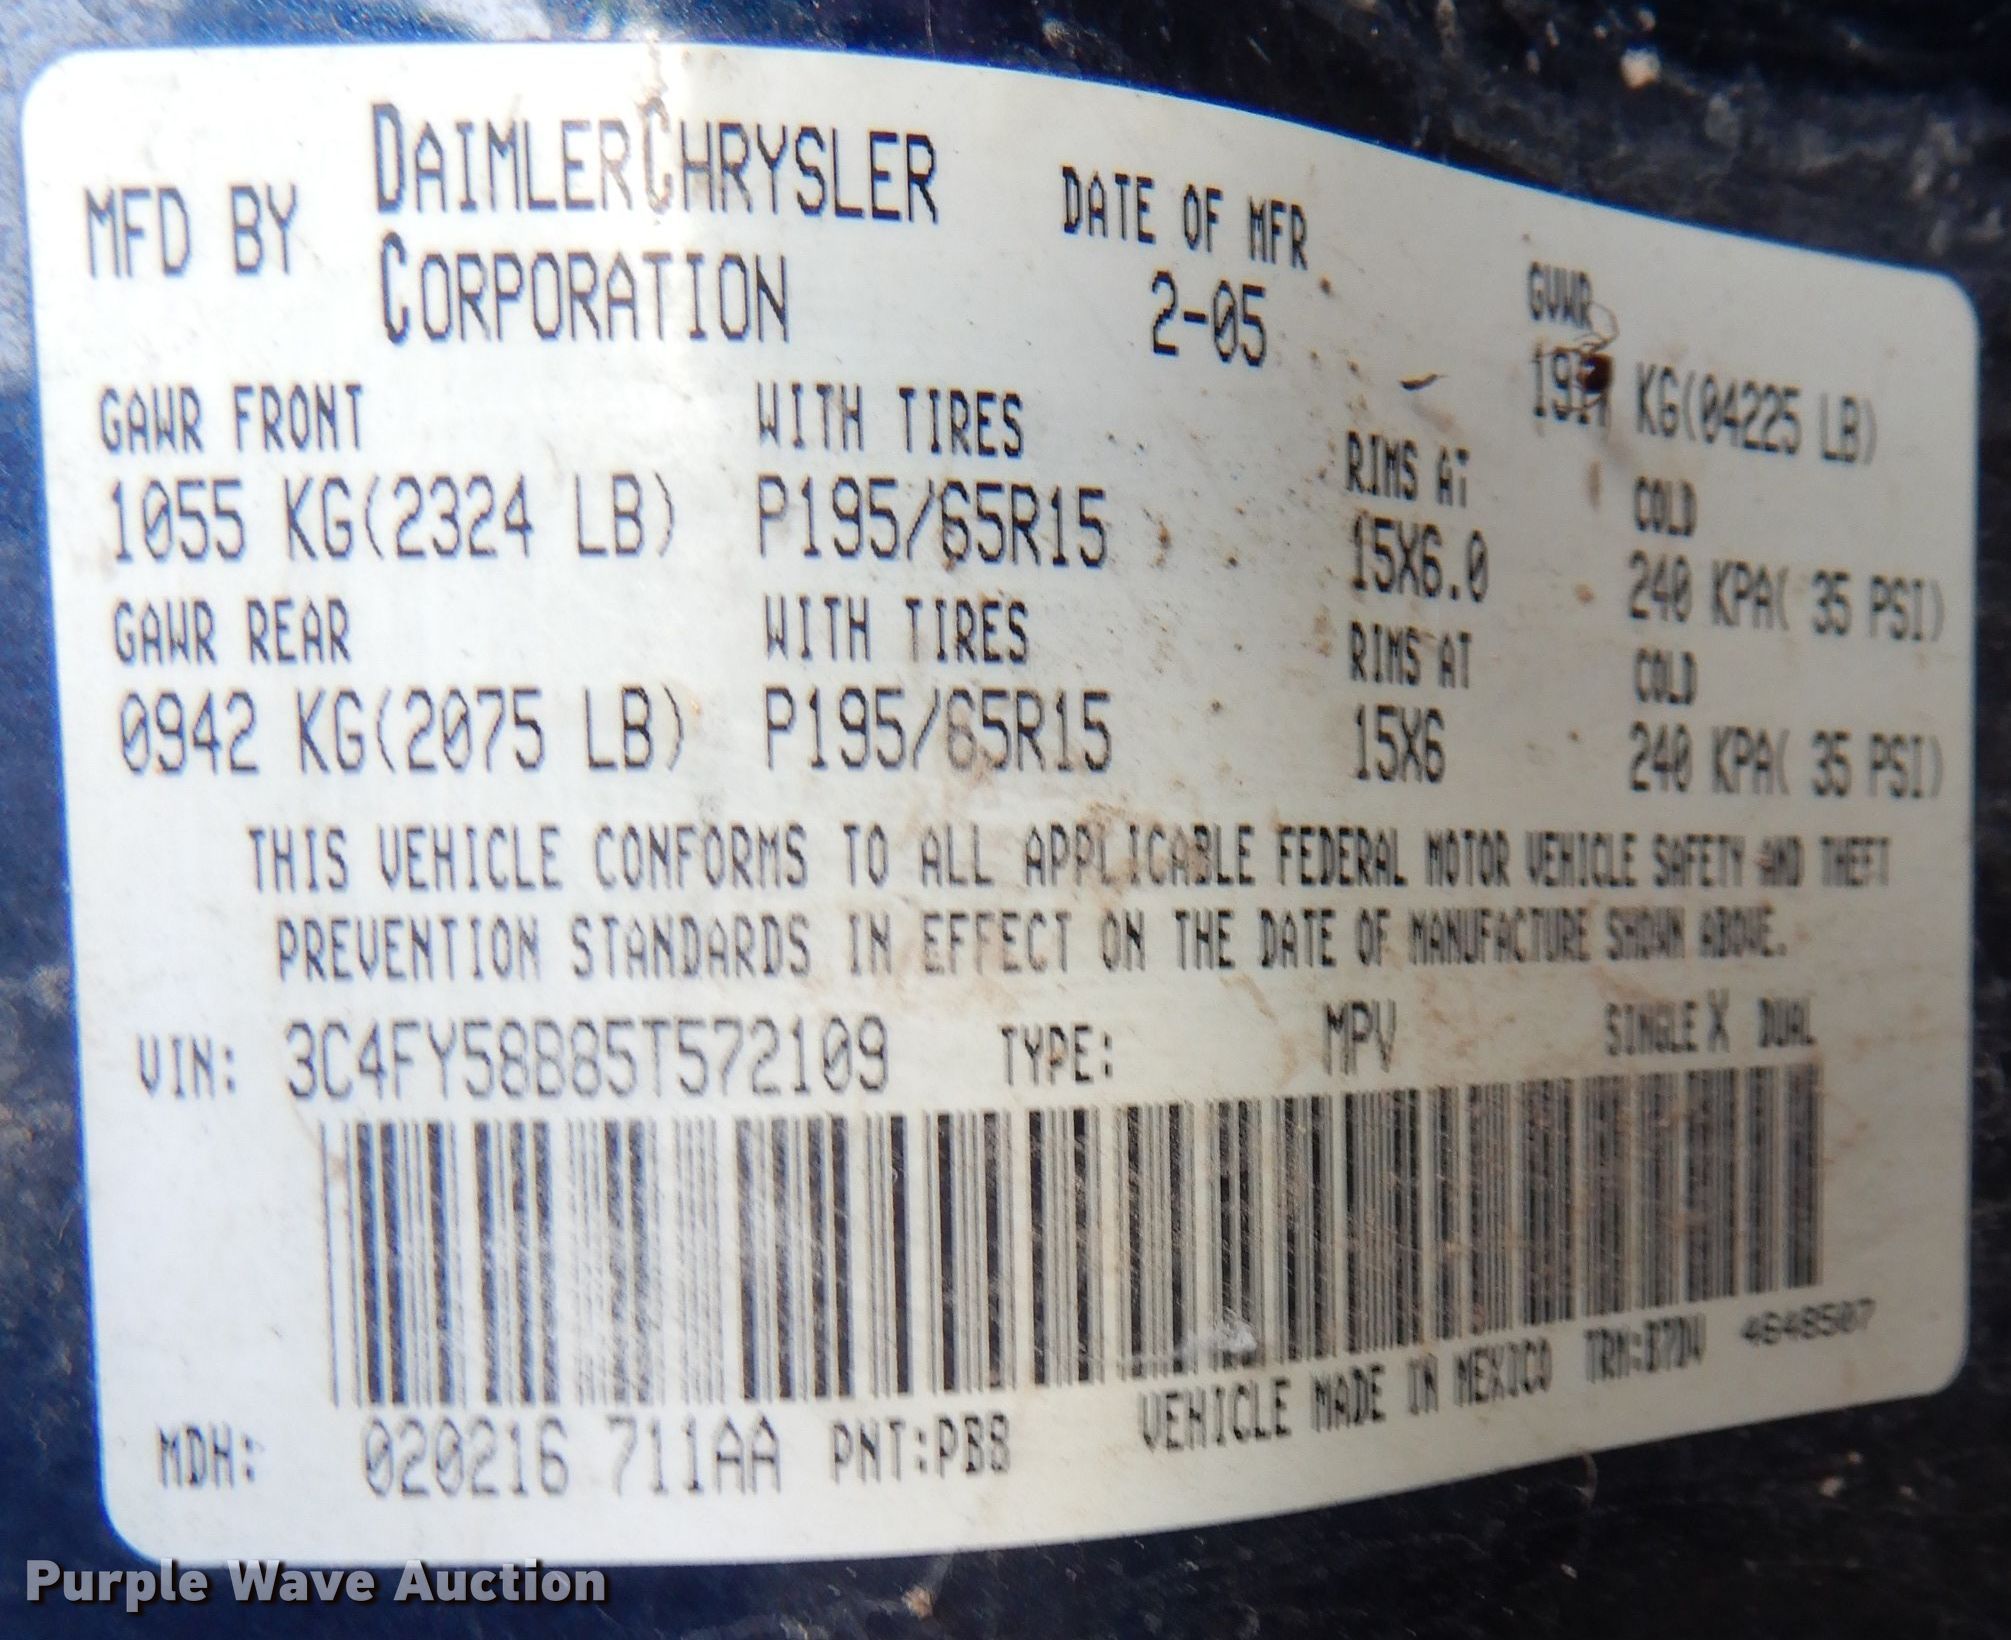 MFD BY DAIMLERCHRYSLER CORPORATION
DATE OF MFR
2-05
GVWR
KG(04225 LB)
GAWR FRONT WITH TIRES RIMS AT COLD
1055 KG(2324 LB) P195/65R15 15X6.0 240 KPA( 35 PSI)
GAWR REAR WITH TIRES RIMS AT COLD
0942 KG(2075 LB) P195/65R15 15X6 240 KPA( 35 PSI)
THIS VEHICLE CONFORMS TO ALL APPLICABLE FEDERAL MOTOR VEHICLE SAFETY AND THEFT
PREVENTION STANDARDS IN EFFECT ON THE DATE OF MANUFACTURE SHOWN ABOVE.
VIN: 3C4FY58B85T572109 TYPE: MPV SINGLE X DUAL
MDH: 020216 711AA PNT:PB8 VEHICLE MADE IN MEXICO TRM:B7DV 4648507
Purple Wave Auction